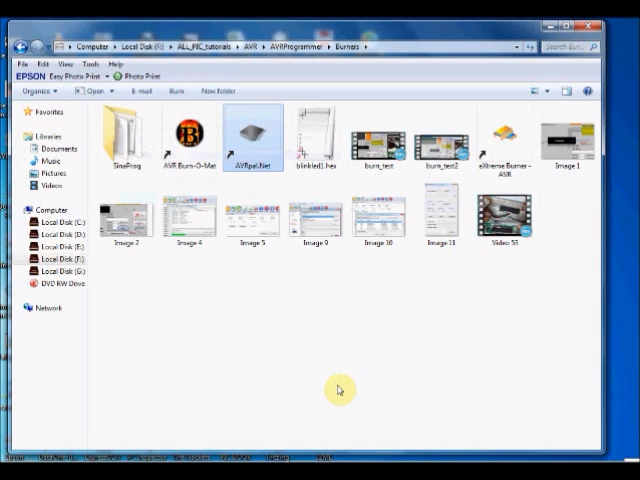 Computer ▸ Local Disk (F:) ▸ ALL_PIC_tutorials ▸ AVR ▸ AVRProgrammer ▸ Burners ▸
Search Bur...
File Edit View Tools Help
EPSON Easy Photo Print Photo Print
Organize Open E-mail Burn New folder
Favorites
Libraries
Documents
Music
Pictures
Videos
Computer
Local Disk (C:)
Local Disk (D:)
Local Disk (E:)
Local Disk (F:)
Local Disk (G:)
DVD RW Drive
Network
SinaProg
AVR Burn-O-Mat
AVRpal.Net
blinkled1.hex
burn_test
burn_test2
eXtreme Burner - AVR
Image 1
Image 2
Image 4
Image 5
Image 9
Image 10
Image 11
Video 53